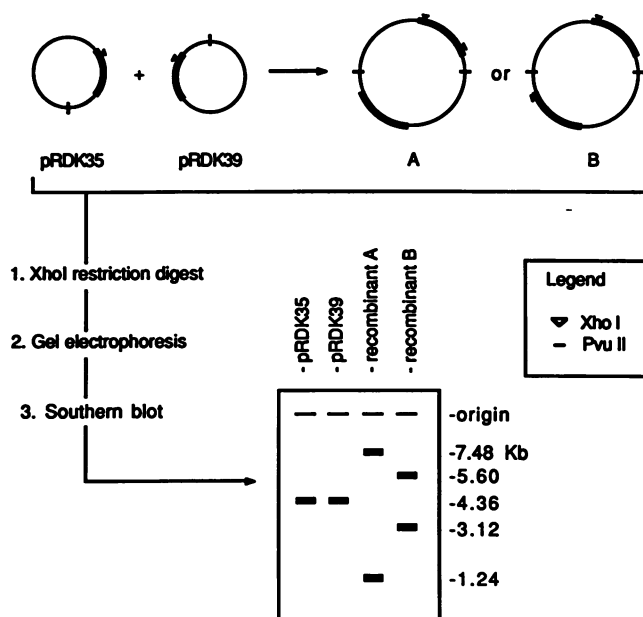 +
or
pRDK35
pRDK39
A
B
1. XhoI restriction digest
2. Gel electrophoresis
3. Southern blot
- pRDK35
- pRDK39
- recombinant A
- recombinant B
Legend
Xho I
Pvu II
-origin
-7.48 Kb
-5.60
-4.36
-3.12
-1.24